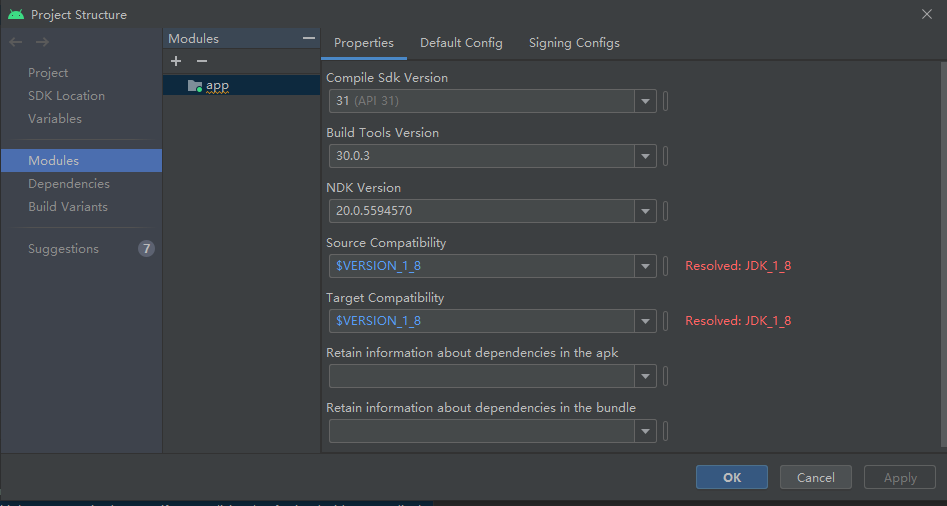 Project Structure
Project
SDK Location
Variables
Modules
Dependencies
Build Variants
Suggestions 7
Modules
app
Properties Default Config Signing Configs
Compile Sdk Version
31 (API 31)
Build Tools Version
30.0.3
NDK Version
20.0.5594570
Source Compatibility
$VERSION_1_8 Resolved: JDK_1_8
Target Compatibility
$VERSION_1_8 Resolved: JDK_1_8
Retain information about dependencies in the apk
Retain information about dependencies in the bundle
OK Cancel Apply